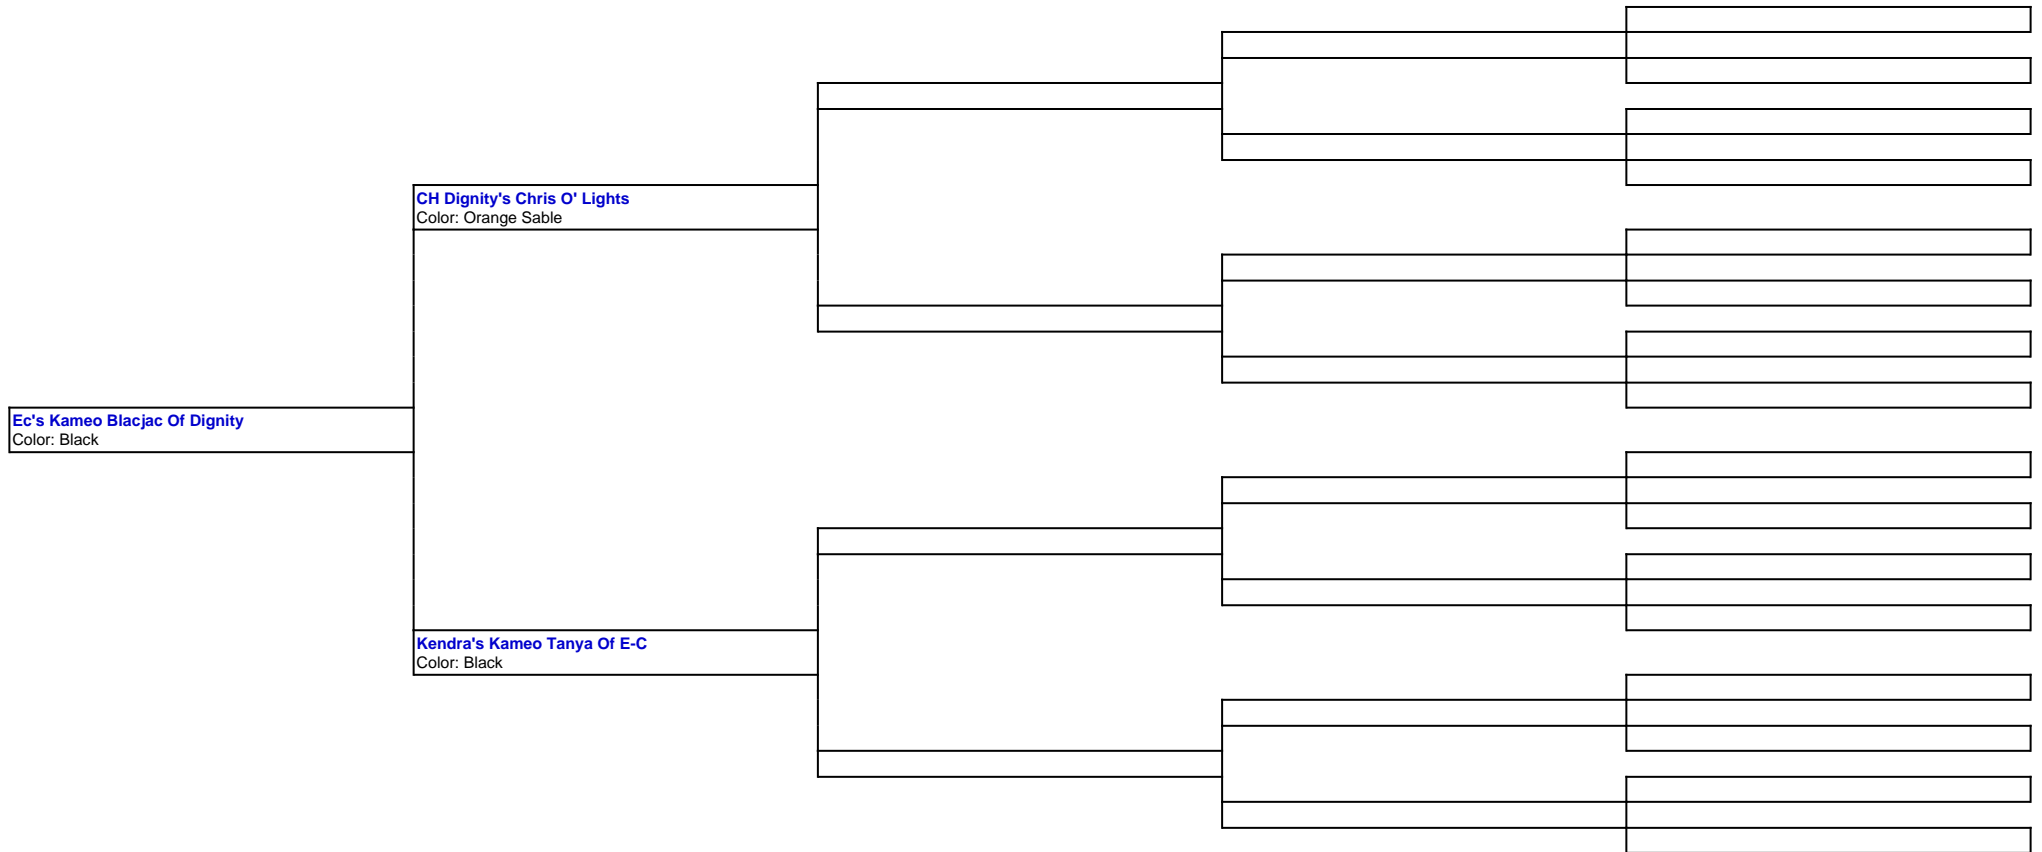 CH Dignity's Chris O' Lights
Color: Orange Sable
Ec's Kameo Blacjac Of Dignity
Color: Black
Kendra's Kameo Tanya Of E-C
Color: Black